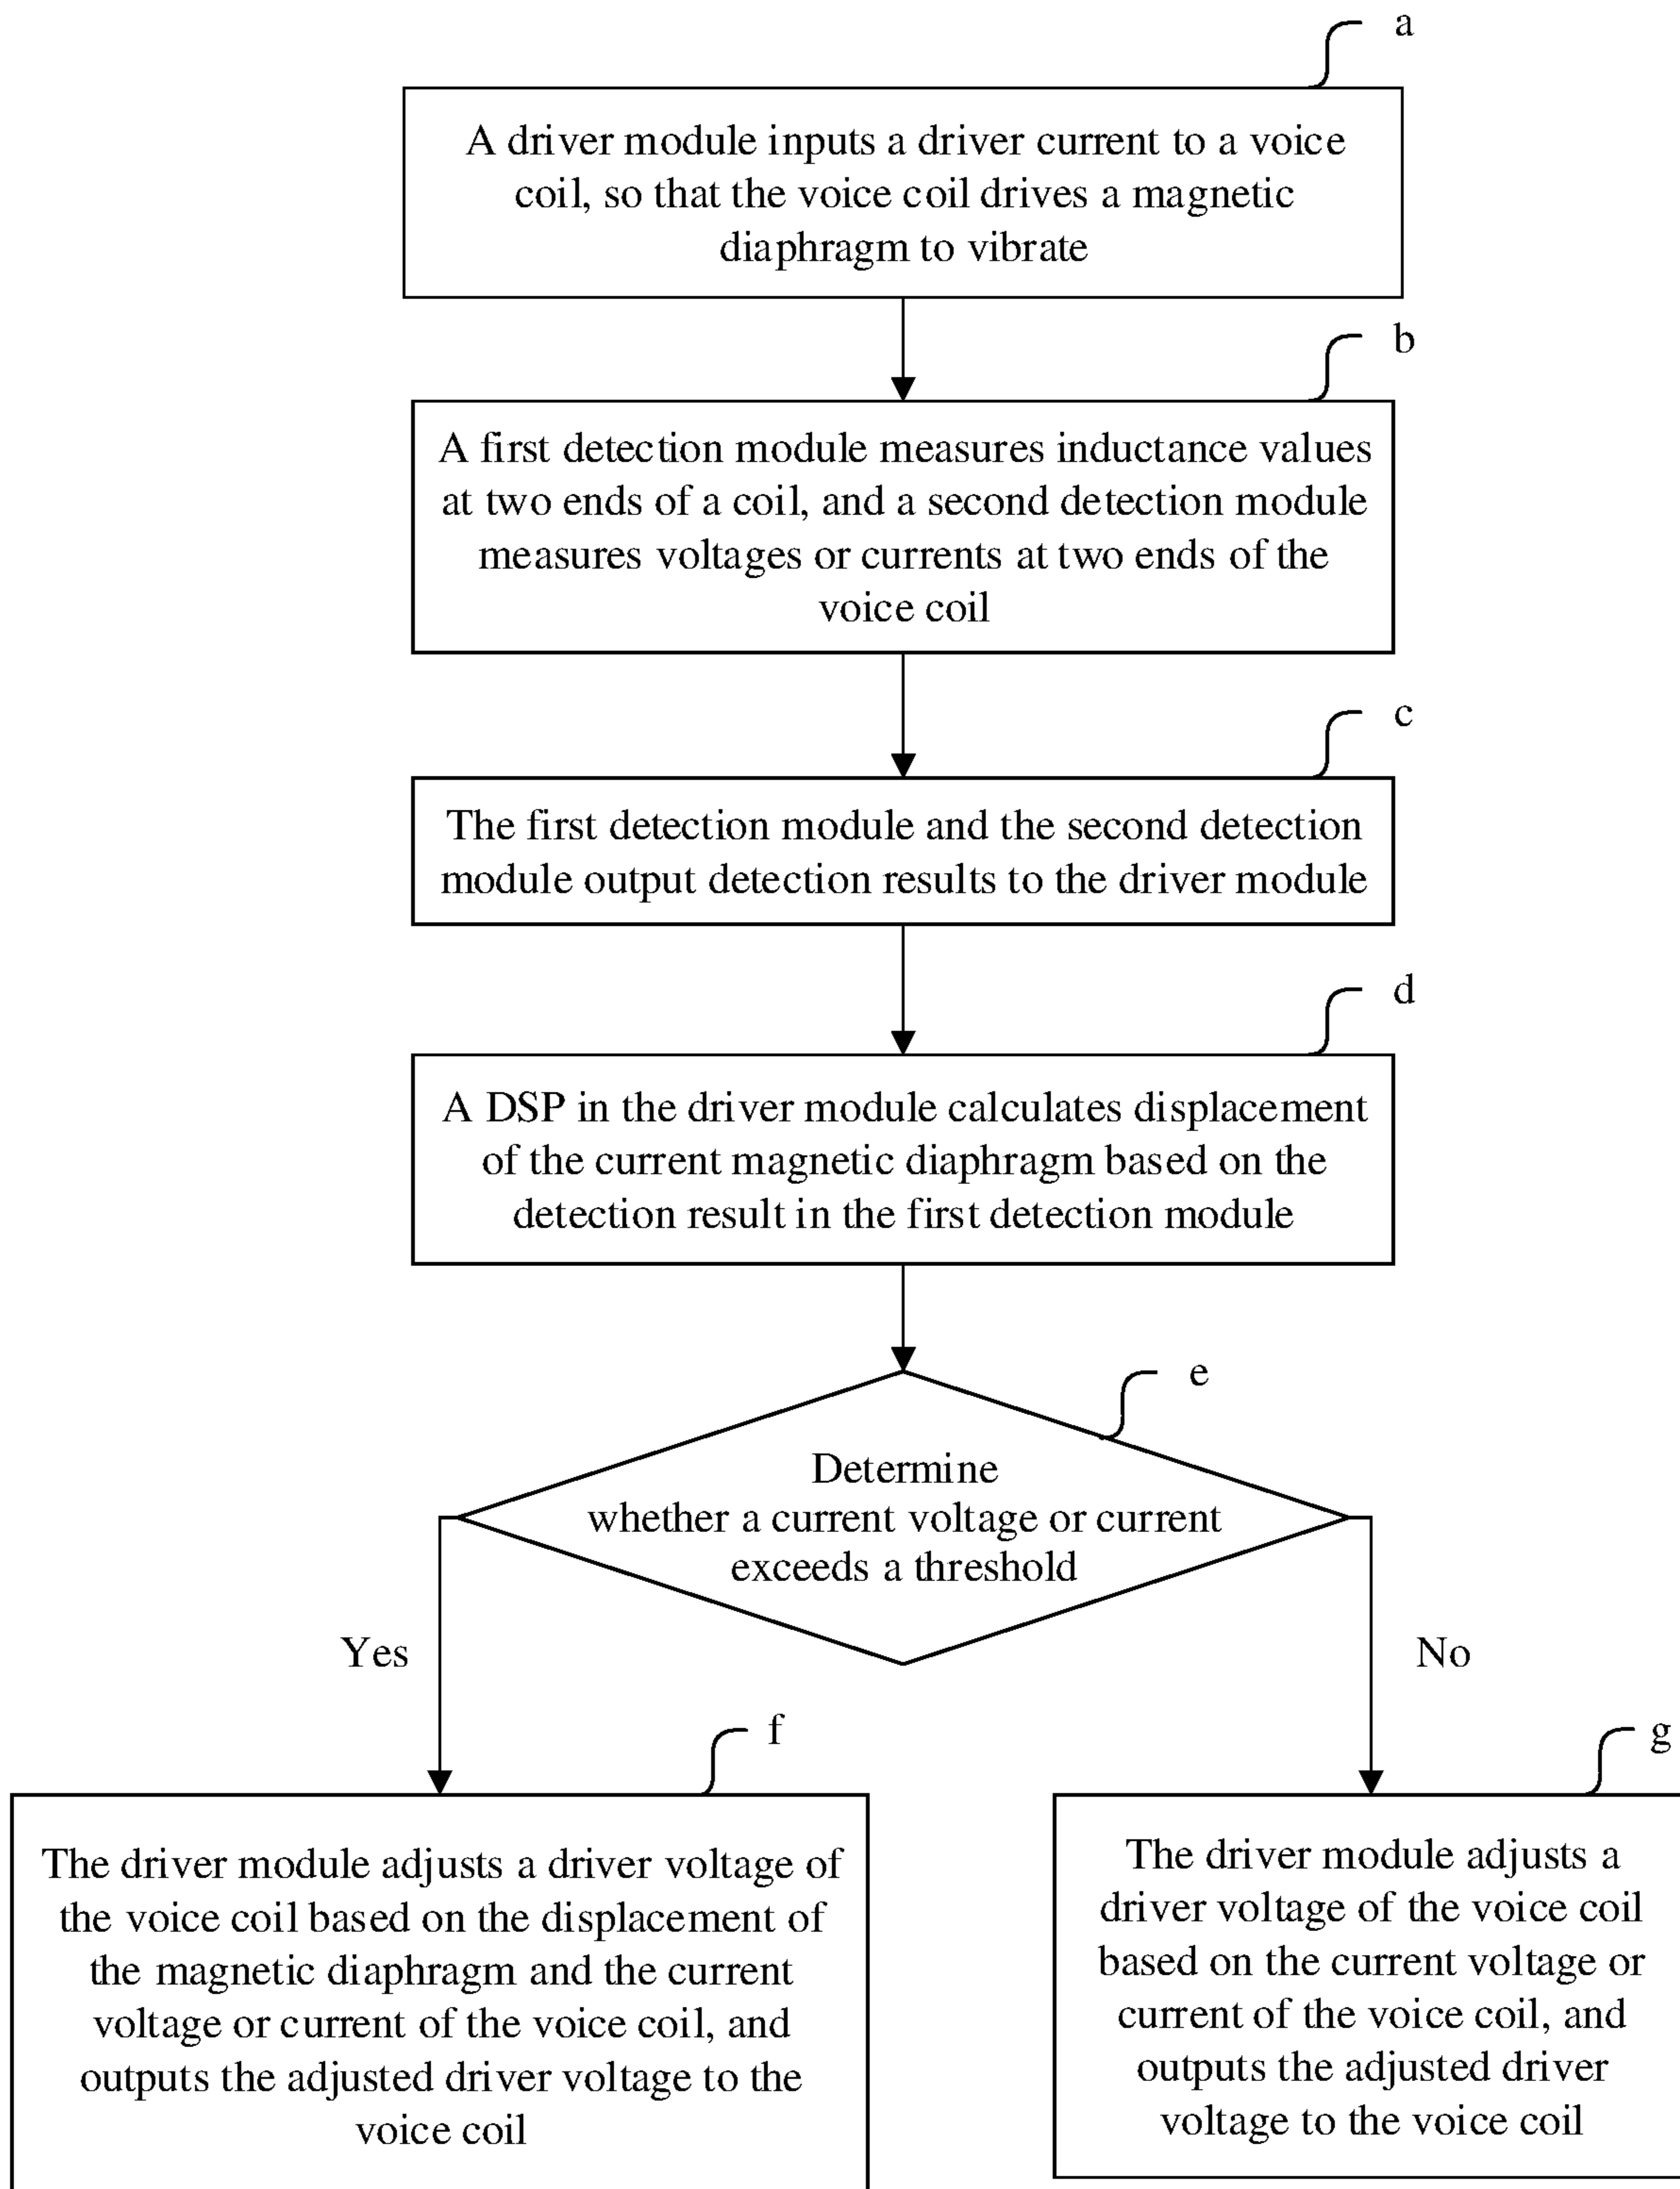 a
A driver module inputs a driver current to a voice
coil, so that the voice coil drives a magnetic
diaphragm to vibrate
b
A first detection module measures inductance values
at two ends of a coil, and a second detection module
measures voltages or currents at two ends of the
voice coil
c
The first detection module and the second detection
module output detection results to the driver module
d
A DSP in the driver module calculates displacement
of the current magnetic diaphragm based on the
detection result in the first detection module
e
Determine
whether a current voltage or current
exceeds a threshold
Yes
No
f
The driver module adjusts a driver voltage of
the voice coil based on the displacement of
the magnetic diaphragm and the current
voltage or current of the voice coil, and
outputs the adjusted driver voltage to the
voice coil
g
The driver module adjusts a
driver voltage of the voice coil
based on the current voltage or
current of the voice coil, and
outputs the adjusted driver
voltage to the voice coil